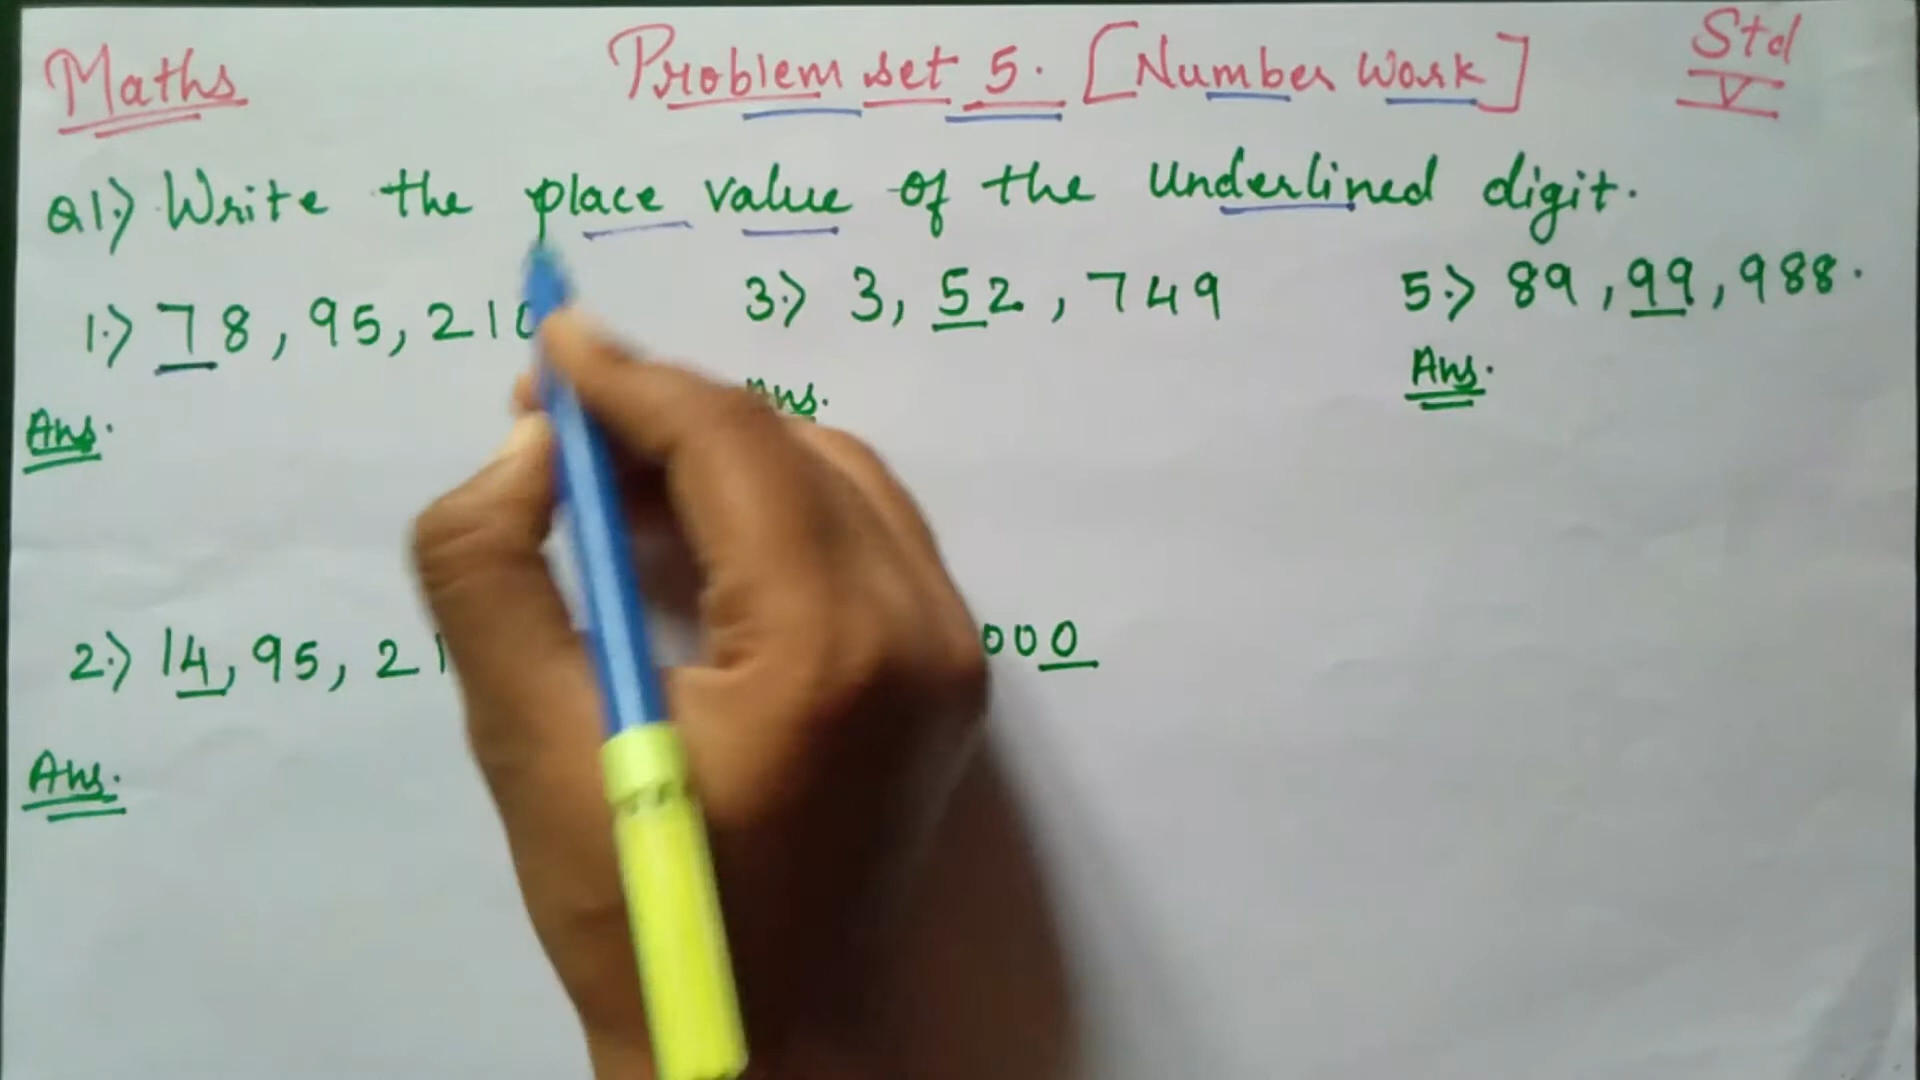 Maths Problem set 5. [Number Work] Std V
Q1.) Write the place value of the underlined digit.
1.) 78,95,210 3.) 3,52,749 5.) 89,99,988.
Ans. Ans. Ans.
2.) 14,95,21 000
Ans.